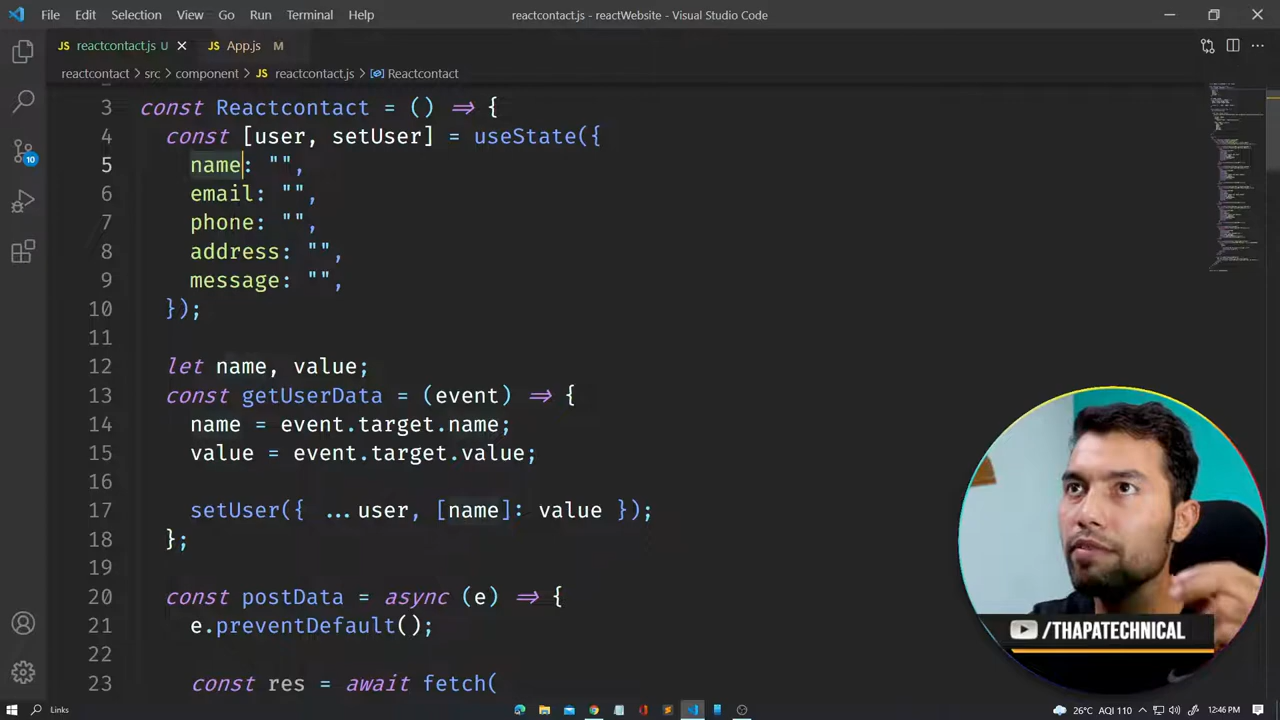 File Edit Selection View Go Run Terminal Help reactcontact.js - reactWebsite - Visual Studio Code
JS reactcontact.js U JS App.js M
reactcontact > src > component > JS reactcontact.js > Reactcontact
3 const Reactcontact = () => {
4 const [user, setUser] = useState({
5 name: "",
6 email: "",
7 phone: "",
8 address: "",
9 message: "",
10 });
11
12 let name, value;
13 const getUserData = (event) => {
14 name = event.target.name;
15 value = event.target.value;
16
17 setUser({ ...user, [name]: value });
18 };
19
20 const postData = async (e) => {
21 e.preventDefault();
22
23 const res = await fetch(
10
/THAPATECHNICAL
Links 26°C AQI 110 12:46 PM